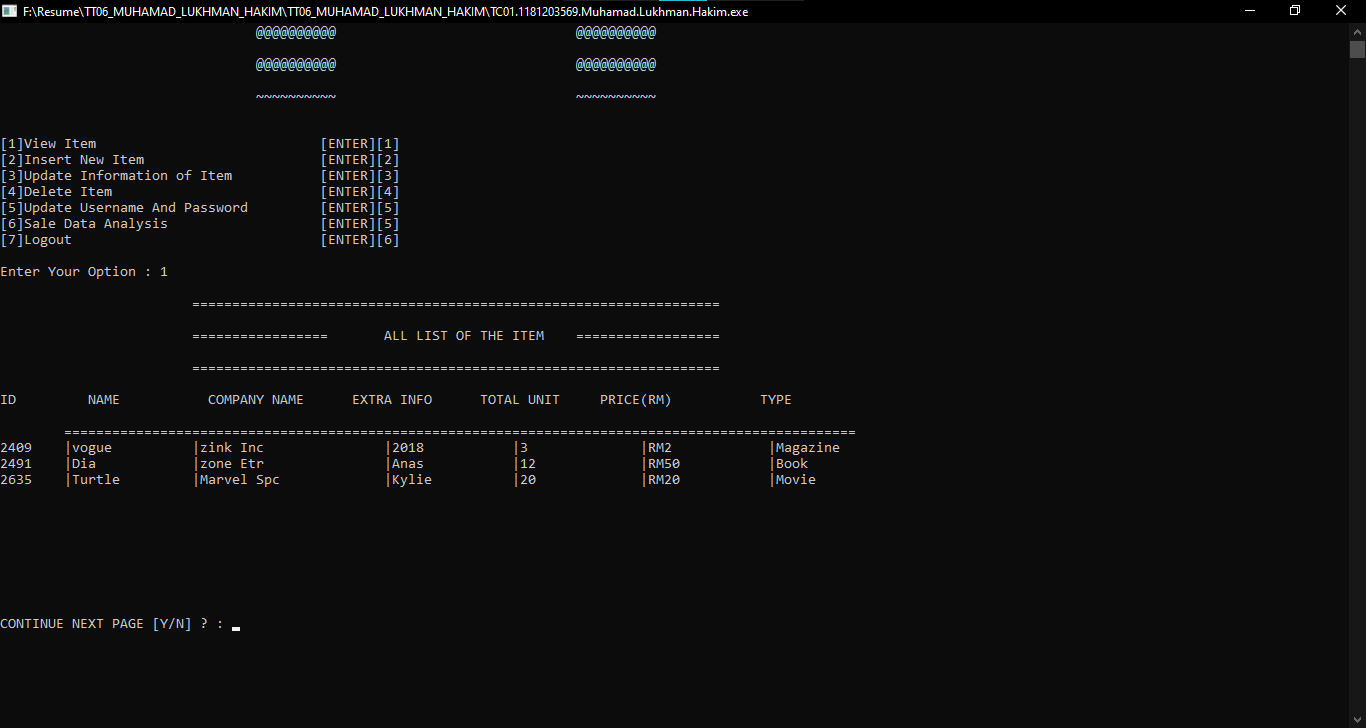 F:\Resume\TT06_MUHAMAD_LUKHMAN_HAKIM\TT06_MUHAMAD_LUKHMAN_HAKIM\TC01.1181203569.Muhamad.Lukhman.Hakim.exe
@@@@@@@@@@ @@@@@@@@@@
@@@@@@@@@@ @@@@@@@@@@
~~~~~~~~~~ ~~~~~~~~~~
[1]View Item [ENTER][1]
[2]Insert New Item [ENTER][2]
[3]Update Information of Item [ENTER][3]
[4]Delete Item [ENTER][4]
[5]Update Username And Password [ENTER][5]
[6]Sale Data Analysis [ENTER][5]
[7]Logout [ENTER][6]
Enter Your Option : 1
==================================================================
================= ALL LIST OF THE ITEM ==================
==================================================================
ID NAME COMPANY NAME EXTRA INFO TOTAL UNIT PRICE(RM) TYPE
===================================================================================================
2409 |vogue |zink Inc |2018 |3 |RM2 |Magazine
2491 |Dia |zone Etr |Anas |12 |RM50 |Book
2635 |Turtle |Marvel Spc |Kylie |20 |RM20 |Movie
CONTINUE NEXT PAGE [Y/N] ? :